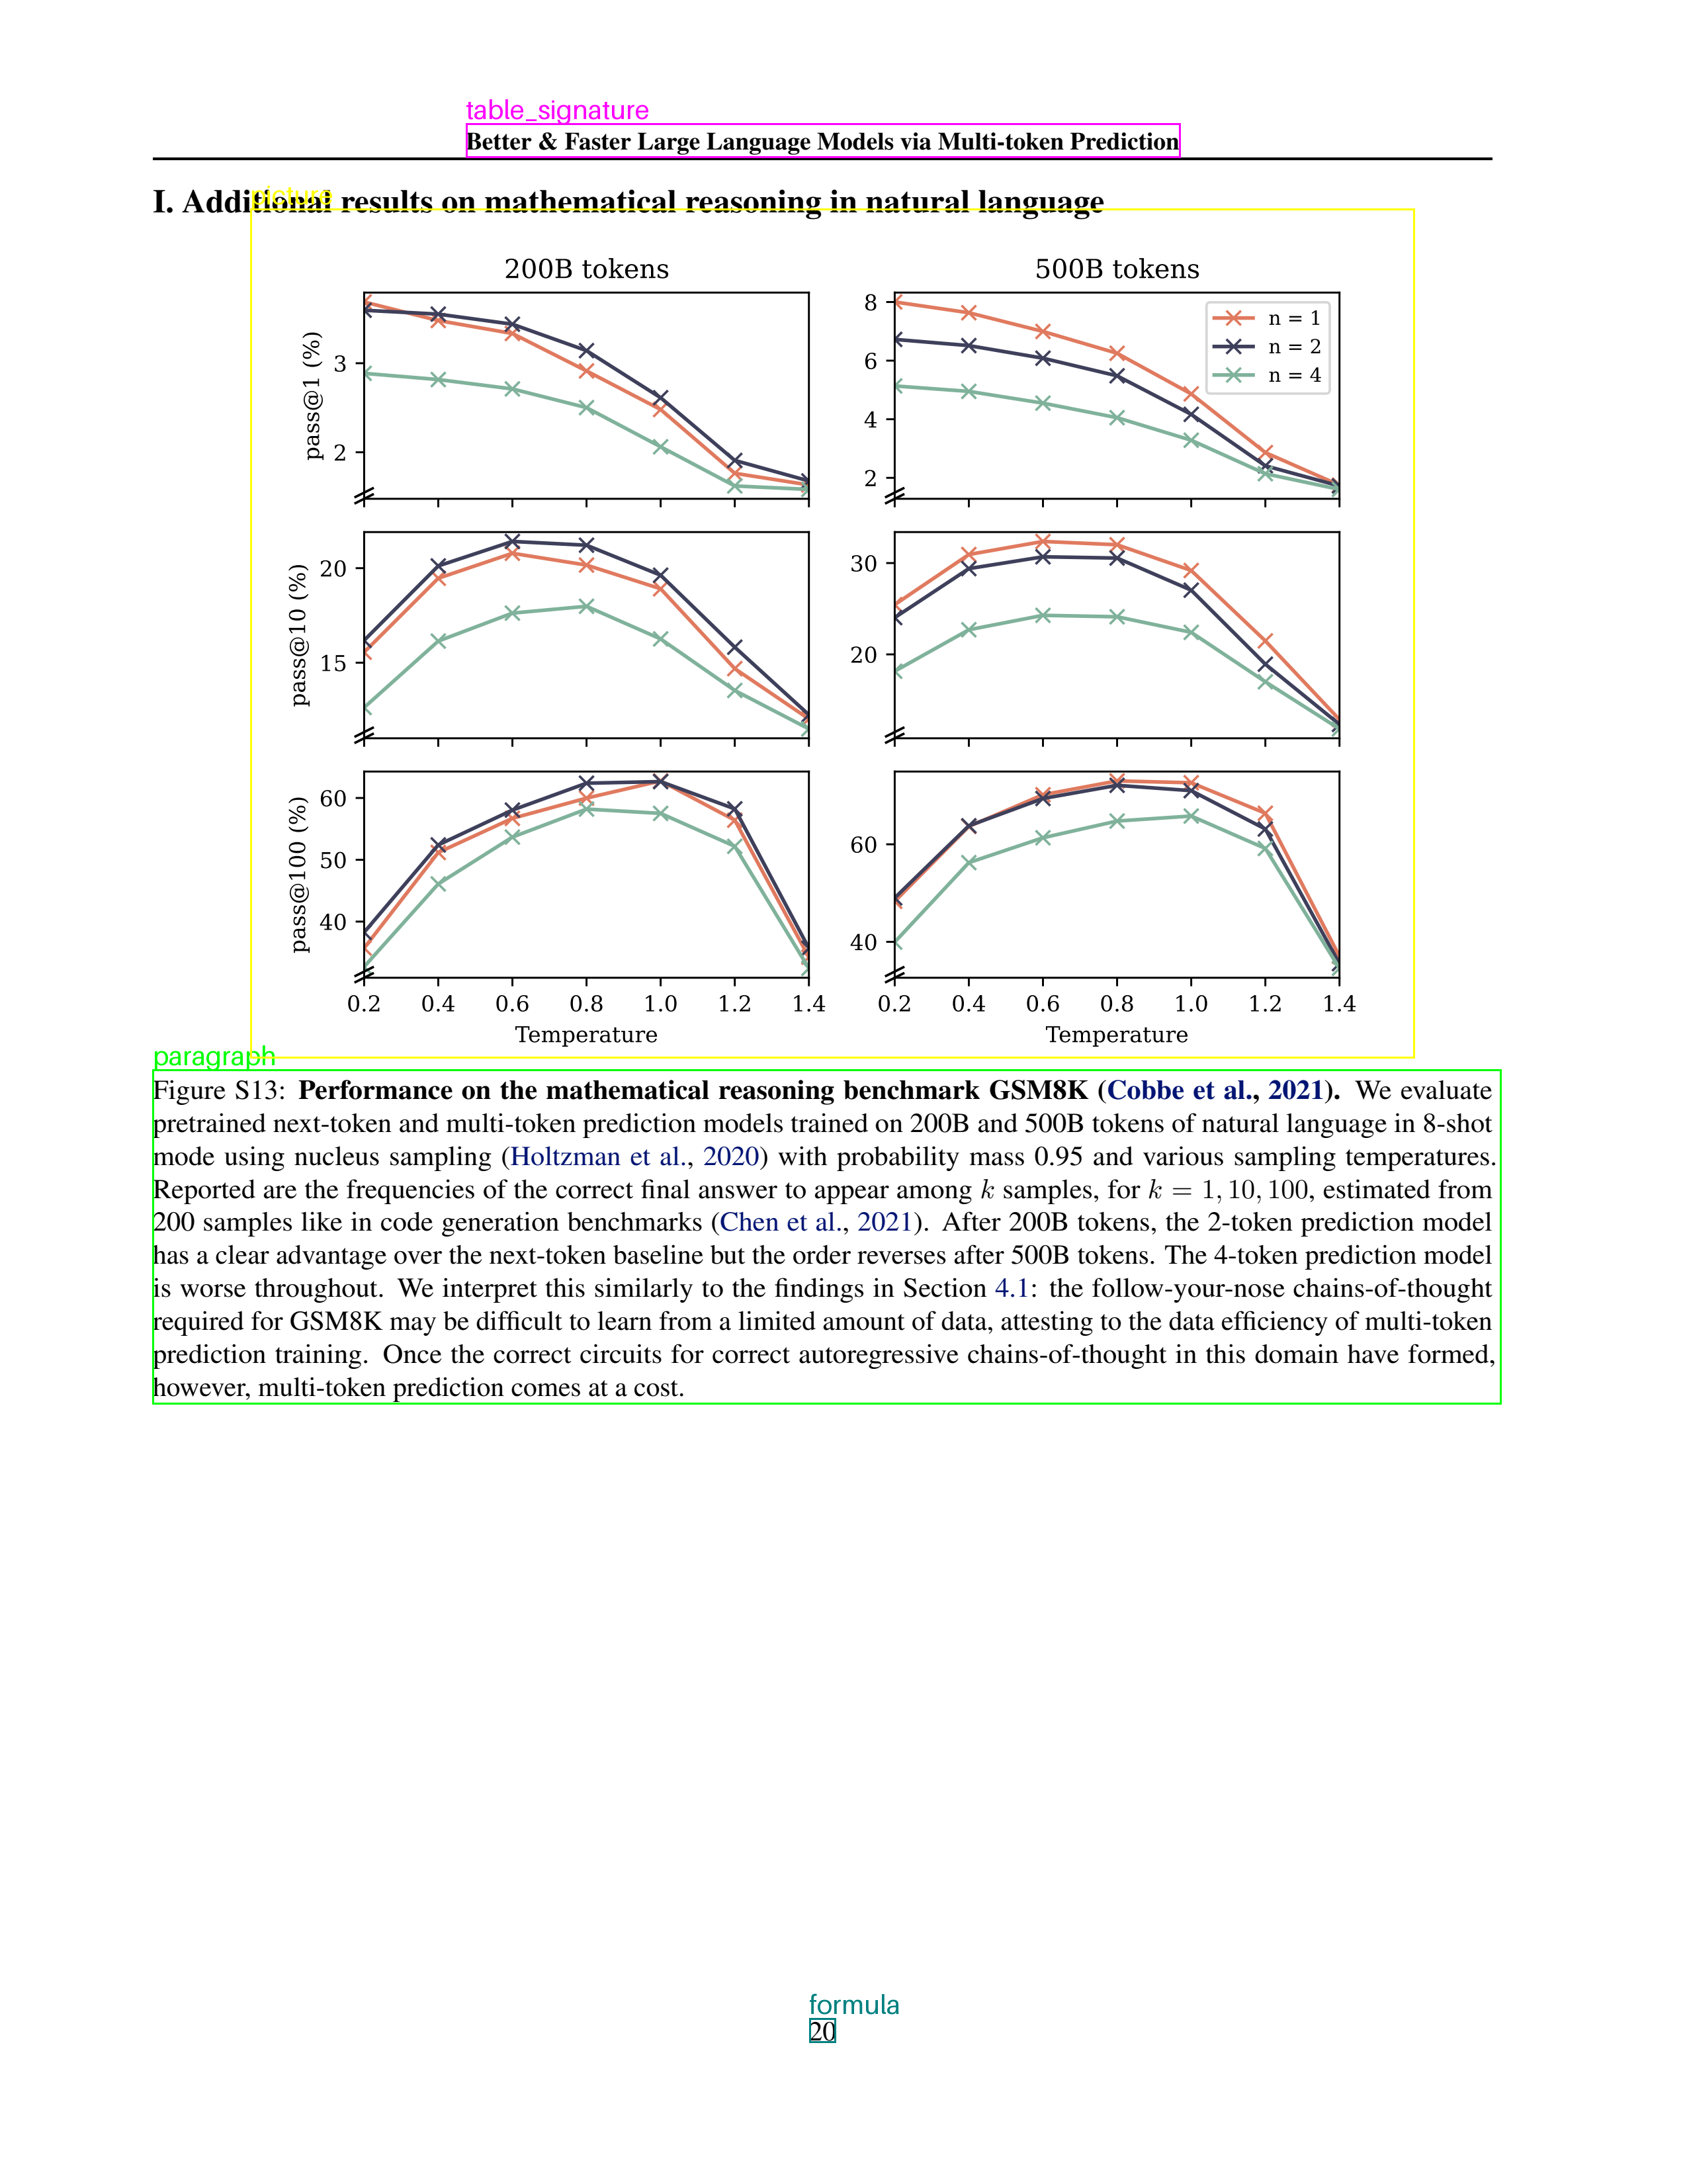 table_signature
Better & Faster Large Language Models via Multi-token Prediction
picture
I. Additional results on mathematical reasoning in natural language
200B tokens
500B tokens
pass@1 (%)
3
2
8
6
4
2
n = 1
n = 2
n = 4
pass@10 (%)
20
15
30
20
pass@100 (%)
60
50
40
60
40
0.2 0.4 0.6 0.8 1.0 1.2 1.4
0.2 0.4 0.6 0.8 1.0 1.2 1.4
Temperature
Temperature
paragraph
Figure S13: Performance on the mathematical reasoning benchmark GSM8K (Cobbe et al., 2021). We evaluate
pretrained next-token and multi-token prediction models trained on 200B and 500B tokens of natural language in 8-shot
mode using nucleus sampling (Holtzman et al., 2020) with probability mass 0.95 and various sampling temperatures.
Reported are the frequencies of the correct final answer to appear among k samples, for k = 1, 10, 100, estimated from
200 samples like in code generation benchmarks (Chen et al., 2021). After 200B tokens, the 2-token prediction model
has a clear advantage over the next-token baseline but the order reverses after 500B tokens. The 4-token prediction model
is worse throughout. We interpret this similarly to the findings in Section 4.1: the follow-your-nose chains-of-thought
required for GSM8K may be difficult to learn from a limited amount of data, attesting to the data efficiency of multi-token
prediction training. Once the correct circuits for correct autoregressive chains-of-thought in this domain have formed,
however, multi-token prediction comes at a cost.
formula
20